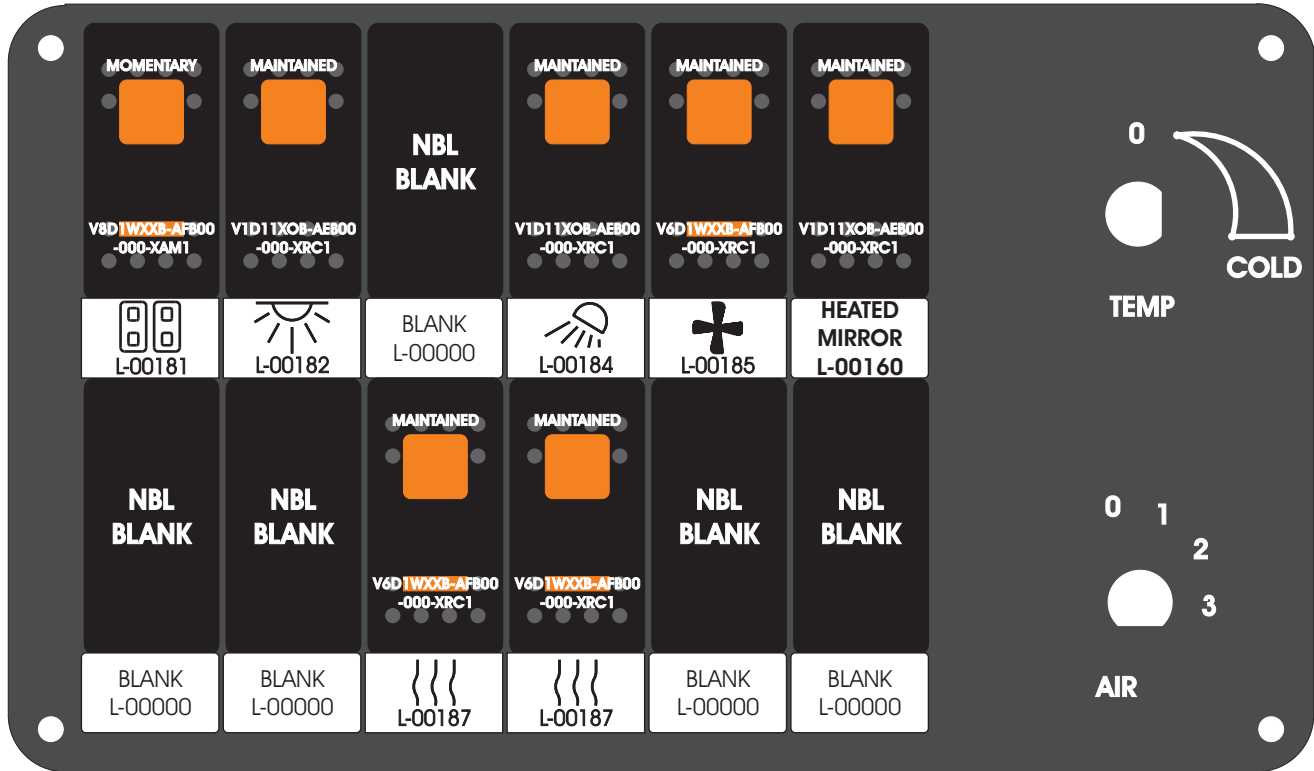 MOMENTARY
V8D1WXXB-AFB00
-000-XAM1
L-00181
MAINTAINED
V1D11XOB-AEB00
-000-XRC1
L-00182
NBL
BLANK
BLANK
L-00000
MAINTAINED
V1D11XOB-AEB00
-000-XRC1
L-00184
MAINTAINED
V6D1WXXB-AFB00
-000-XRC1
L-00185
MAINTAINED
V1D11XOB-AEB00
-000-XRC1
HEATED
MIRROR
L-00160
0
COLD
TEMP
NBL
BLANK
BLANK
L-00000
NBL
BLANK
BLANK
L-00000
MAINTAINED
V6D1WXXB-AFB00
-000-XRC1
L-00187
MAINTAINED
V6D1WXXB-AFB00
-000-XRC1
L-00187
NBL
BLANK
BLANK
L-00000
NBL
BLANK
BLANK
L-00000
0
1
2
3
AIR